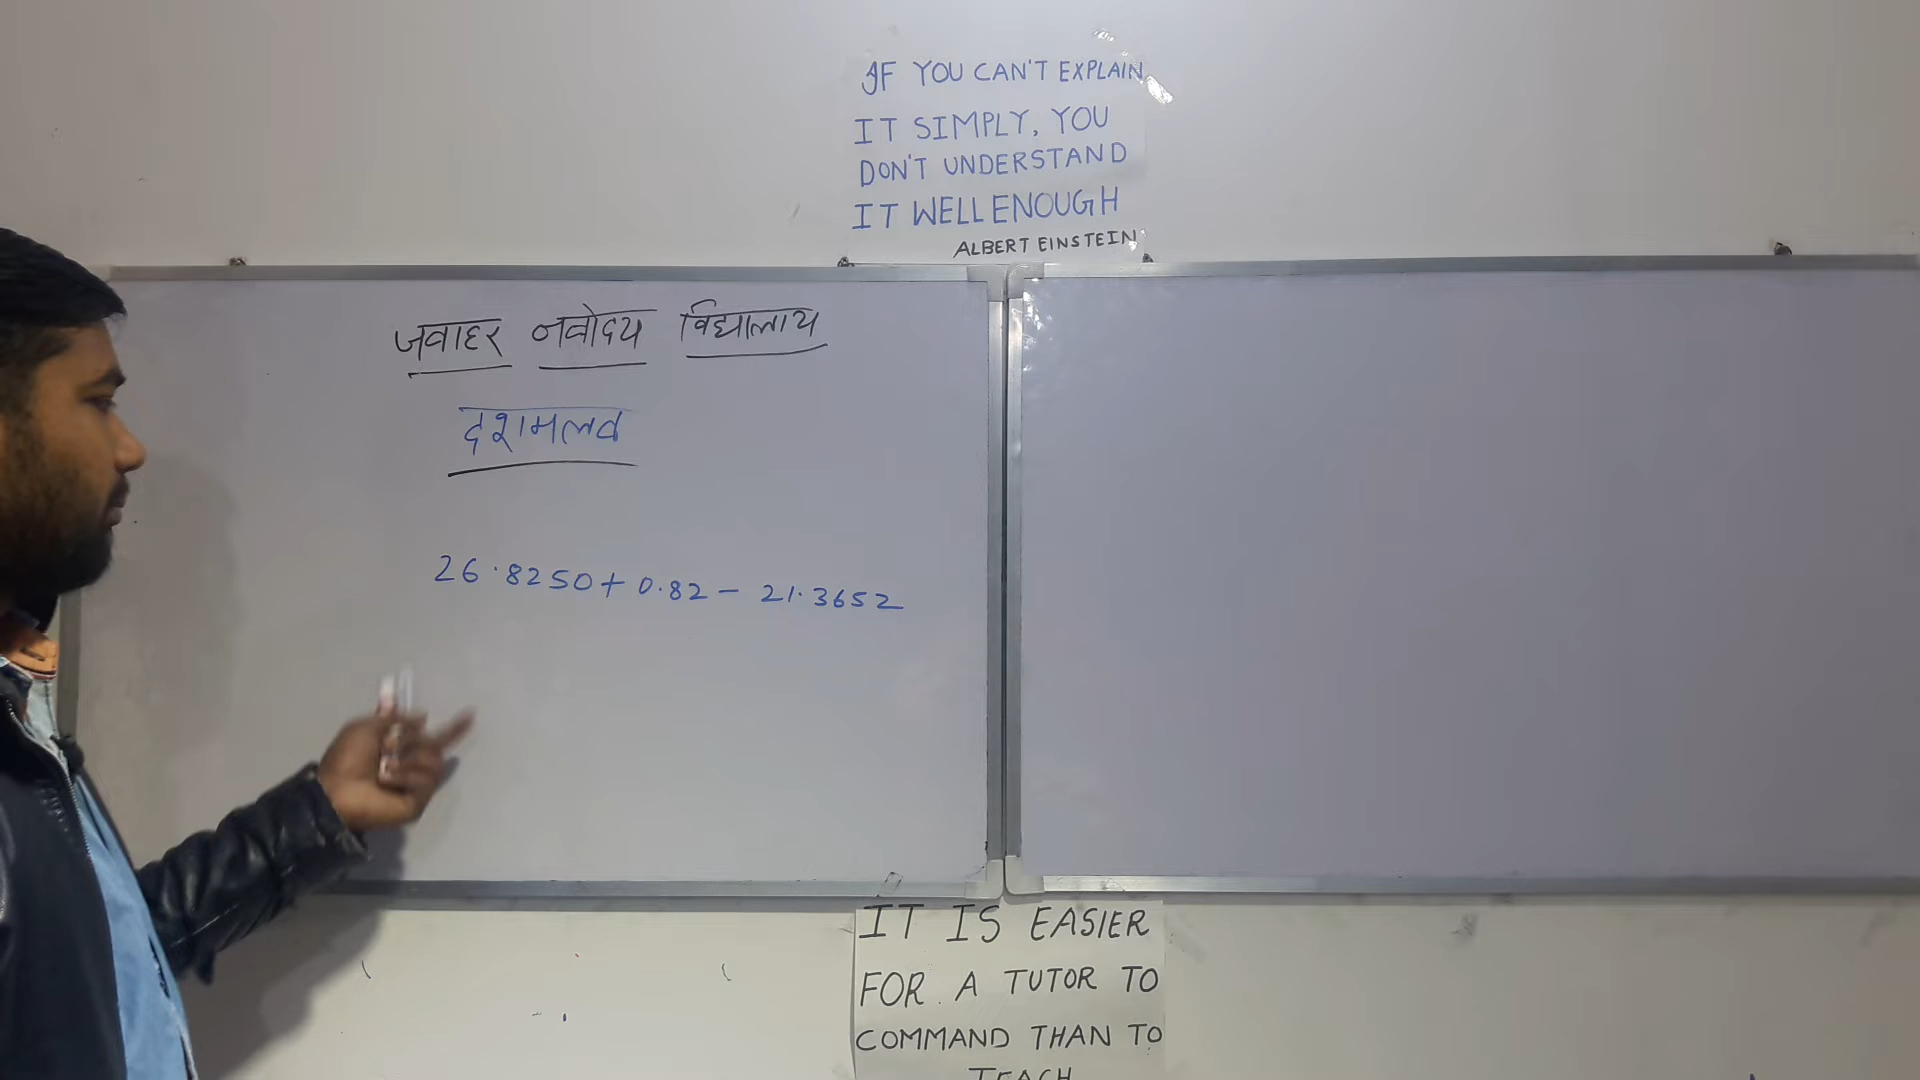 IF YOU CAN'T EXPLAIN
IT SIMPLY, YOU
DON'T UNDERSTAND
IT WELL ENOUGH
ALBERT EINSTEIN
जवाहर नवोदय विद्यालाय
दशमलव
26.8250 + 0.82 - 21.3652
IT IS EASIER
FOR A TUTOR TO
COMMAND THAN TO
TEACH